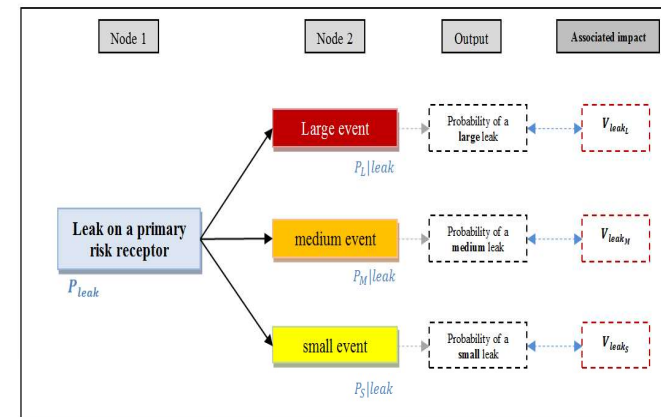 Node 1
Node 2
Output
Associated impact
Large event
Probability of a
large leak
V_leak_L
P_L|leak
Leak on a primary
risk receptor
P_leak
medium event
Probability of a
medium leak
V_leak_M
P_M|leak
small event
Probability of a
small leak
V_leak_S
P_S|leak